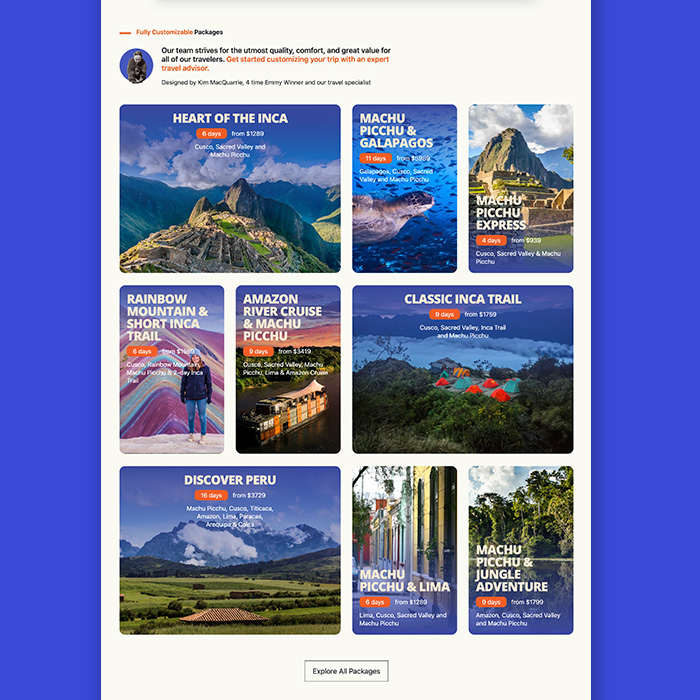 Fully Customizable Packages
Our team strives for the utmost quality, comfort, and great value for
all of our travelers. Get started customizing your trip with an expert
travel advisor.
Designed by Kim MacQuarrie, 4 time Emmy Winner and our travel specialist
HEART OF THE INCA
6 days from $1289
Cusco, Sacred Valley and
Machu Picchu
MACHU
PICCHU &
GALAPAGOS
11 days from $5989
Galapagos, Cusco, Sacred
Valley and Machu Picchu
MACHU
PICCHU
EXPRESS
4 days from $939
Cusco, Sacred Valley & Machu
Picchu
RAINBOW
MOUNTAIN &
SHORT INCA
TRAIL
6 days from
Cusco, Rainbow Mountain,
Machu Picchu & 2-day Inca
Trail
AMAZON
RIVER CRUISE
& MACHU
PICCHU
9 days from $3419
Cusco, Sacred Valley, Machu
Picchu, Lima & Amazon Cruise
CLASSIC INCA TRAIL
9 days from $1759
Cusco, Sacred Valley, Inca Trail
and Machu Picchu
DISCOVER PERU
16 days from $3729
Machu Picchu, Cusco, Titicaca,
Amazon, Lima, Paracas,
Arequipa & Colca
MACHU
PICCHU & LIMA
6 days from $1289
Lima, Cusco, Sacred Valley and
Machu Picchu
MACHU
PICCHU &
JUNGLE
ADVENTURE
9 days from $1799
Amazon, Cusco, Sacred Valley
and Machu Picchu
Explore All Packages